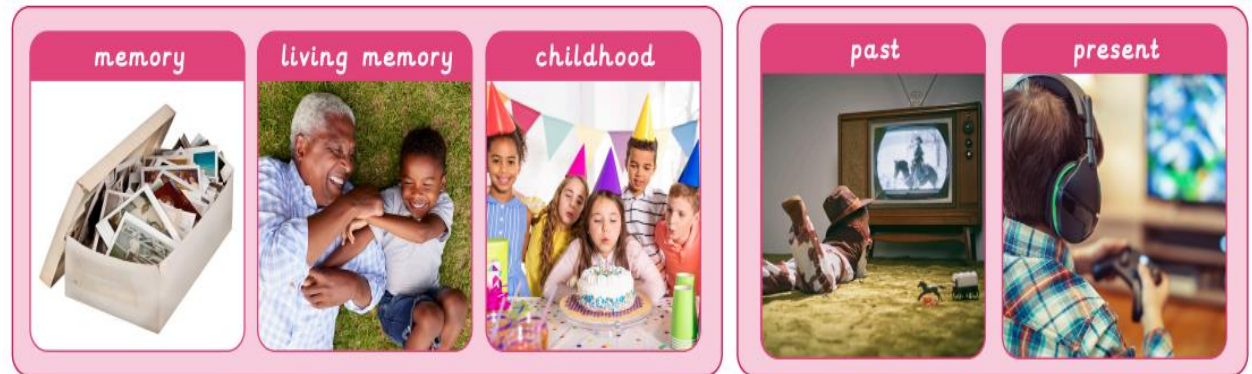 memory
living memory
childhood
past
present